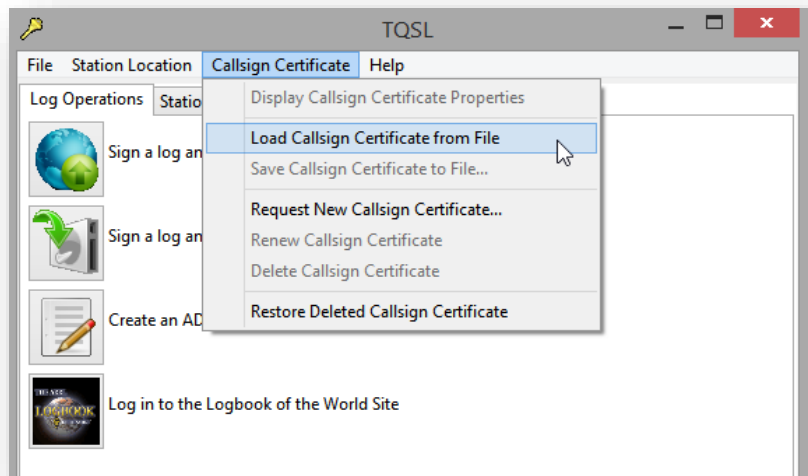 TQSL
File Station Location Callsign Certificate Help
Log Operations Statio
Display Callsign Certificate Properties
Load Callsign Certificate from File
Save Callsign Certificate to File...
Request New Callsign Certificate...
Renew Callsign Certificate
Delete Callsign Certificate
Restore Deleted Callsign Certificate
Sign a log an
Sign a log an
Create an AD
LOGBOOK
Log in to the Logbook of the World Site